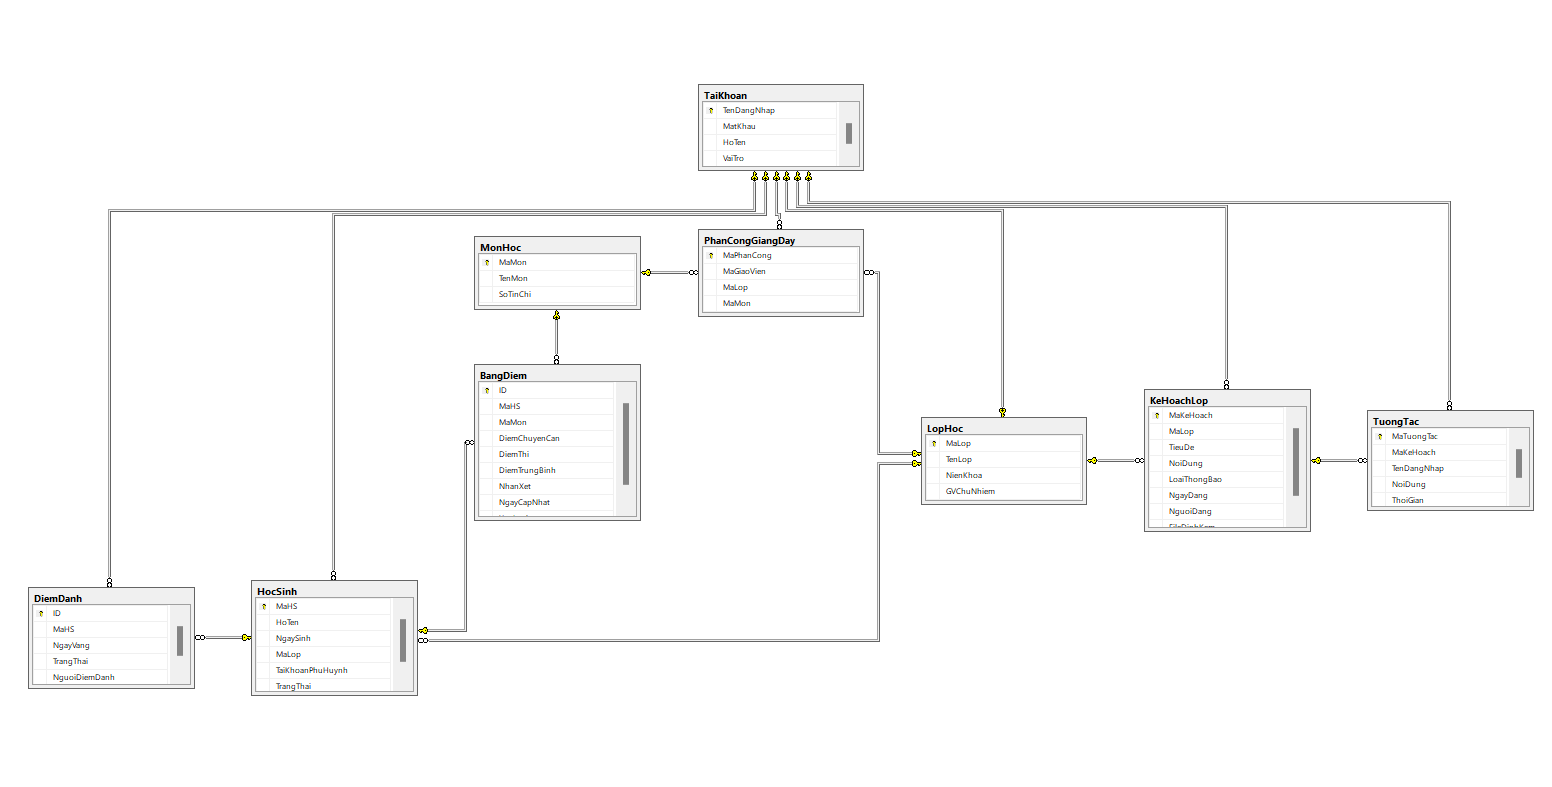 TaiKhoan
TenDangNhap
MatKhau
HoTen
VaiTro
MonHoc
MaMon
TenMon
SoTinChi
PhanCongGiangDay
MaPhanCong
MaGiaoVien
MaLop
MaMon
BangDiem
ID
MaHS
MaMon
DiemChuyenCan
DiemThi
DiemTrungBinh
NhanXet
NgayCapNhat
LopHoc
MaLop
TenLop
NienKhoa
GVChuNhiem
KeHoachLop
MaKeHoach
MaLop
TieuDe
NoiDung
LoaiThongBao
NgayDang
NguoiDang
FileDinhKem
TuongTac
MaTuongTac
MaKeHoach
TenDangNhap
NoiDung
ThoiGian
DiemDanh
ID
MaHS
NgayVang
TrangThai
NguoiDiemDanh
HocSinh
MaHS
HoTen
NgaySinh
MaLop
TaiKhoanPhuHuynh
TrangThai